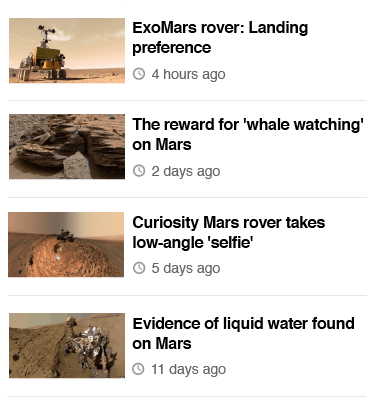 ExoMars rover: Landing
preference
4 hours ago
The reward for 'whale watching'
on Mars
2 days ago
Curiosity Mars rover takes
low-angle 'selfie'
5 days ago
Evidence of liquid water found
on Mars
11 days ago